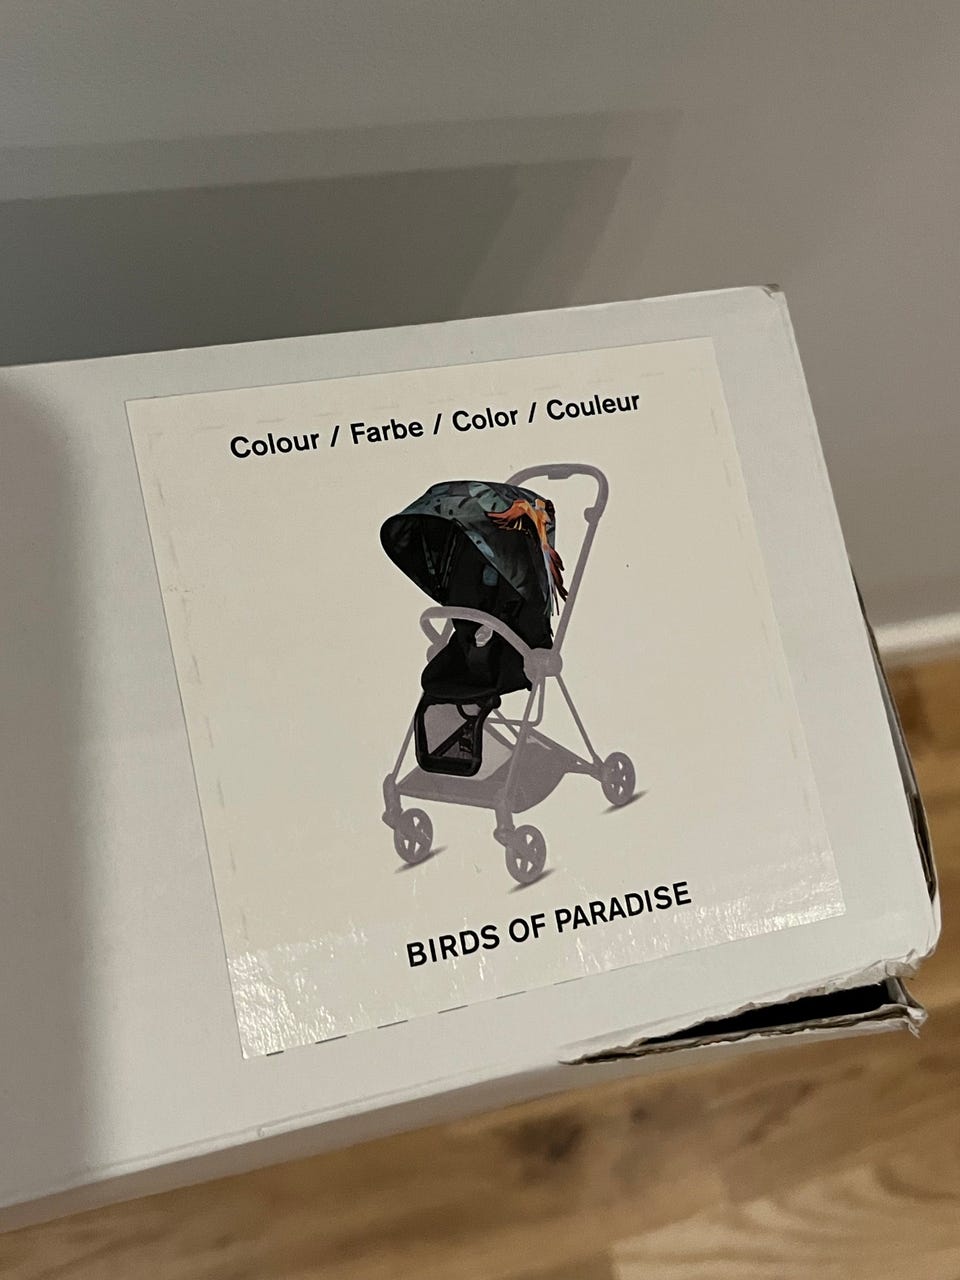 Colour / Farbe / Color / Couleur
BIRDS OF PARADISE